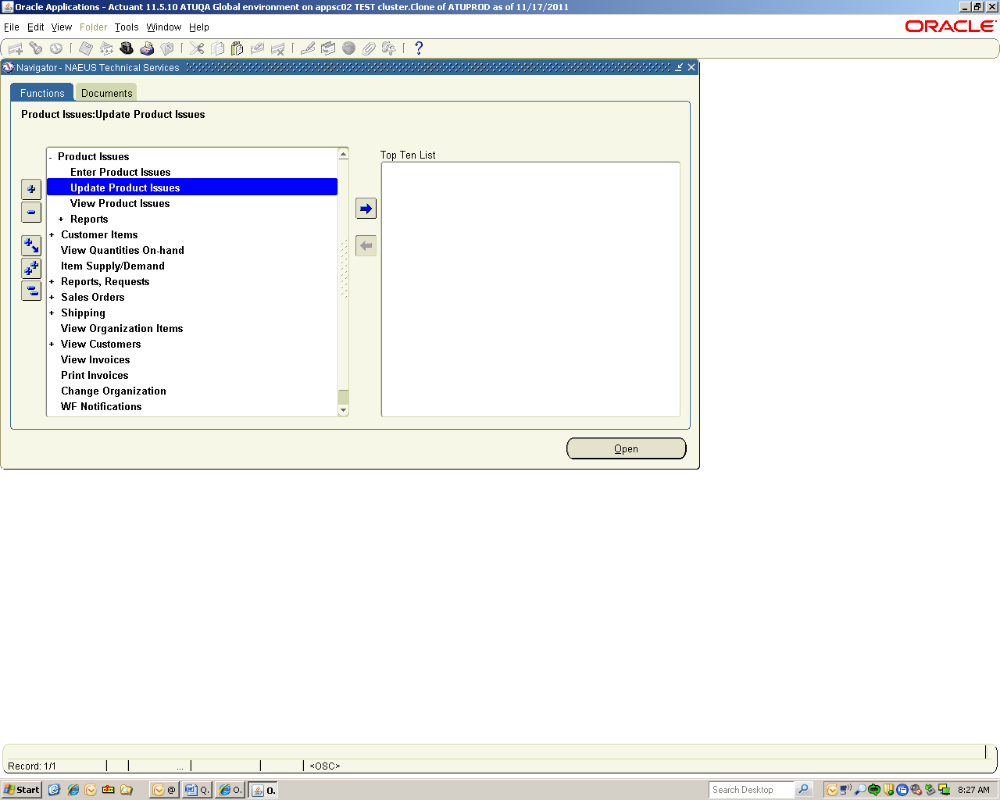 Oracle Applications - Actuant 11.5.10 ATUQA Global environment on appsc02 TEST cluster.Clone of ATUPROD as of 11/17/2011
File Edit View Folder Tools Window Help
ORACLE
Navigator - NAEUS Technical Services
Functions Documents
Product Issues:Update Product Issues
Top Ten List
- Product Issues
Enter Product Issues
Update Product Issues
View Product Issues
+ Reports
+ Customer Items
View Quantities On-hand
Item Supply/Demand
+ Reports, Requests
+ Sales Orders
+ Shipping
View Organization Items
+ View Customers
View Invoices
Print Invoices
Change Organization
WF Notifications
Open
Record: 1/1 ... <OSC>
Start @ Q. O. O. Search Desktop 8:27 AM